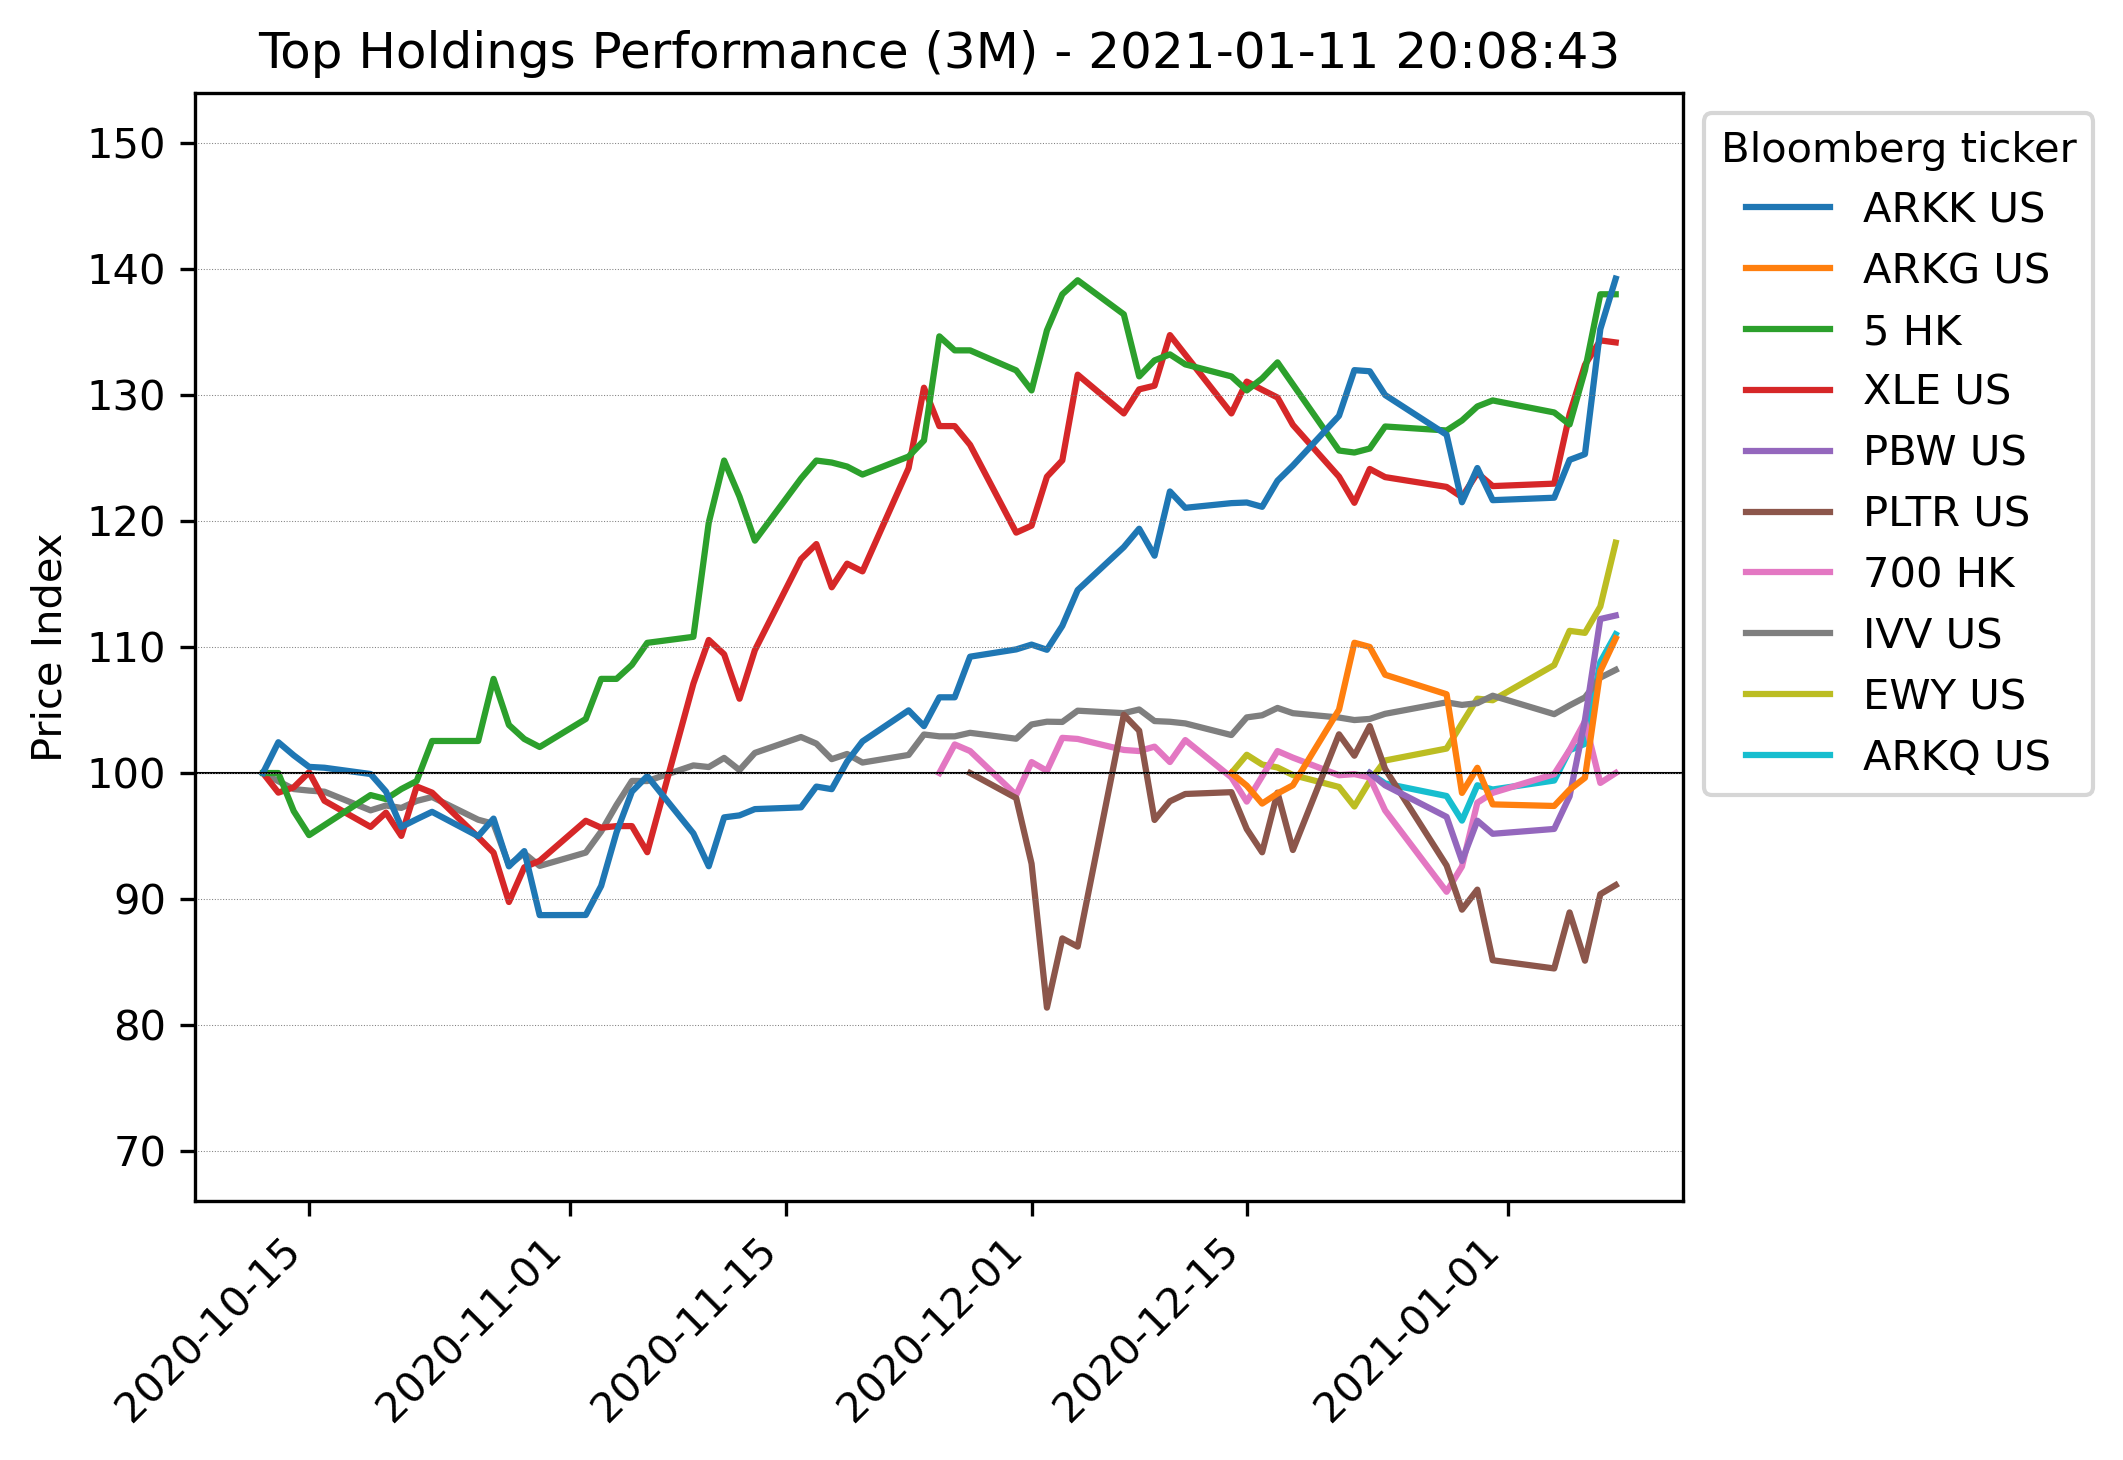 Top Holdings Performance (3M) - 2021-01-11 20:08:43
Price Index
150
140
130
120
110
100
90
80
70
2020-10-15
2020-11-01
2020-11-15
2020-12-01
2020-12-15
2021-01-01
Bloomberg ticker
ARKK US
ARKG US
5 HK
XLE US
PBW US
PLTR US
700 HK
IVV US
EWY US
ARKQ US